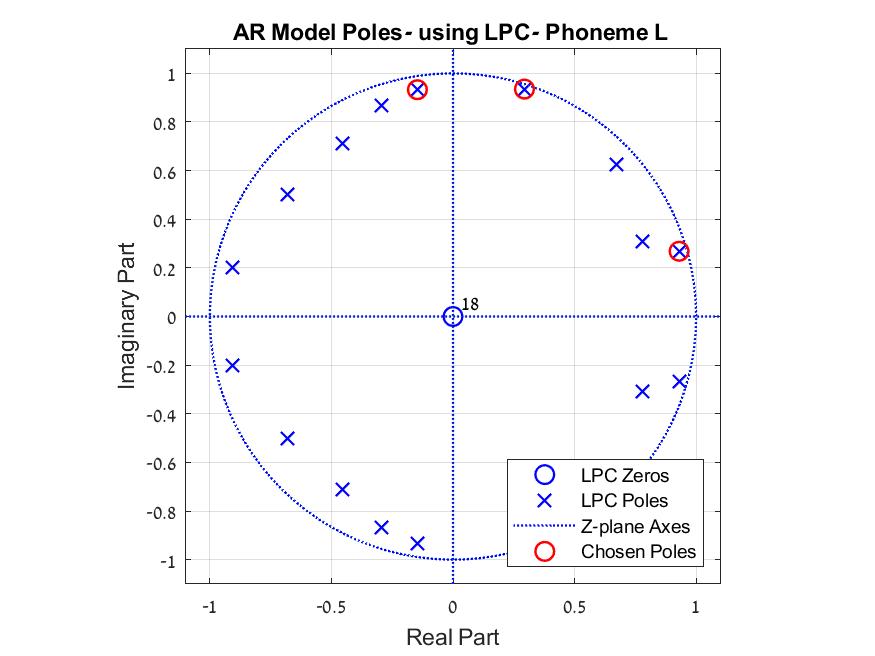 AR Model Poles- using LPC- Phoneme L
1
0.8
0.6
0.4
0.2
0
-0.2
-0.4
-0.6
-0.8
-1
Imaginary Part
18
LPC Zeros
LPC Poles
Z-plane Axes
Chosen Poles
-1
-0.5
0
0.5
1
Real Part